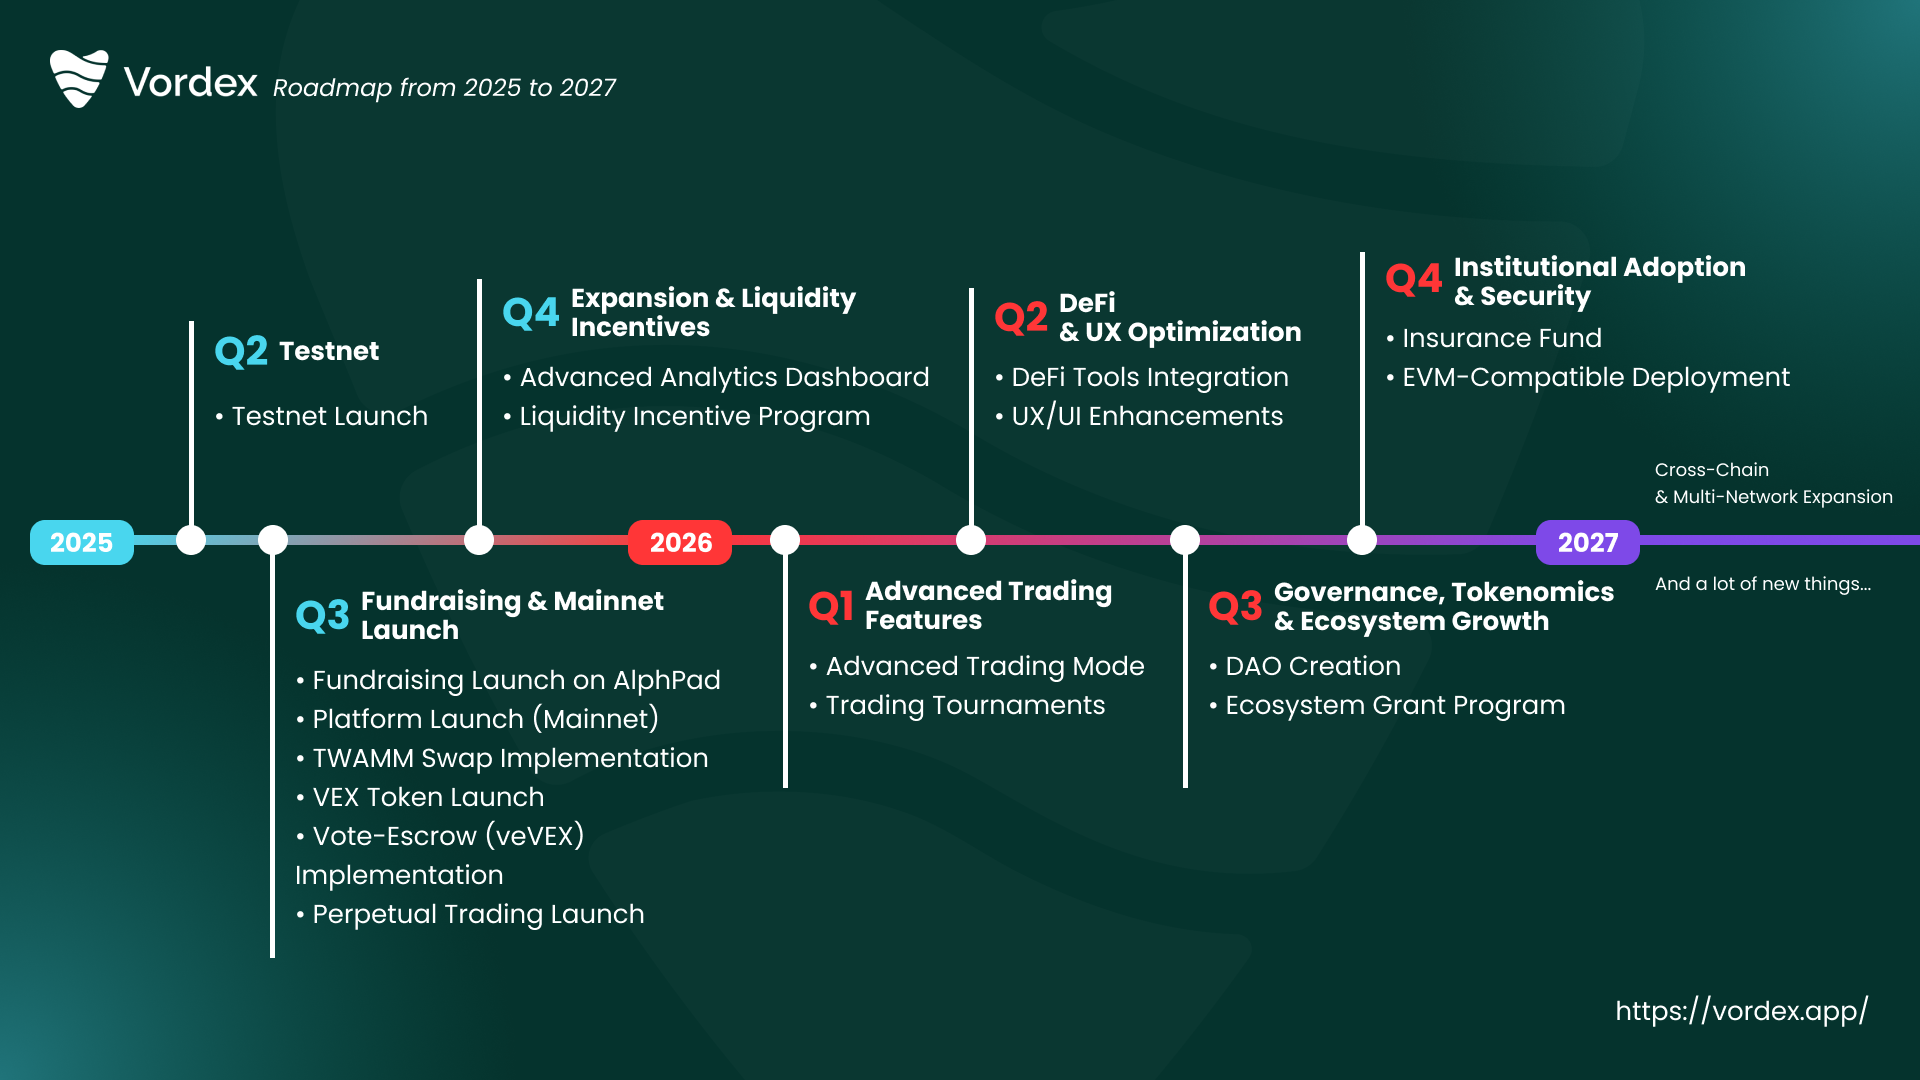 Vordex Roadmap from 2025 to 2027
Q2 Testnet
• Testnet Launch
Q4 Expansion & Liquidity
Incentives
• Advanced Analytics Dashboard
• Liquidity Incentive Program
Q2 DeFi
& UX Optimization
• DeFi Tools Integration
• UX/UI Enhancements
Q4 Institutional Adoption
& Security
• Insurance Fund
• EVM-Compatible Deployment
Cross-Chain
& Multi-Network Expansion
2025
2026
2027
Q3 Fundraising & Mainnet
Launch
• Fundraising Launch on AlphPad
• Platform Launch (Mainnet)
• TWAMM Swap Implementation
• VEX Token Launch
• Vote-Escrow (veVEX)
Implementation
• Perpetual Trading Launch
Q1 Advanced Trading
Features
• Advanced Trading Mode
• Trading Tournaments
Q3 Governance, Tokenomics
& Ecosystem Growth
• DAO Creation
• Ecosystem Grant Program
And a lot of new things...
https://vordex.app/